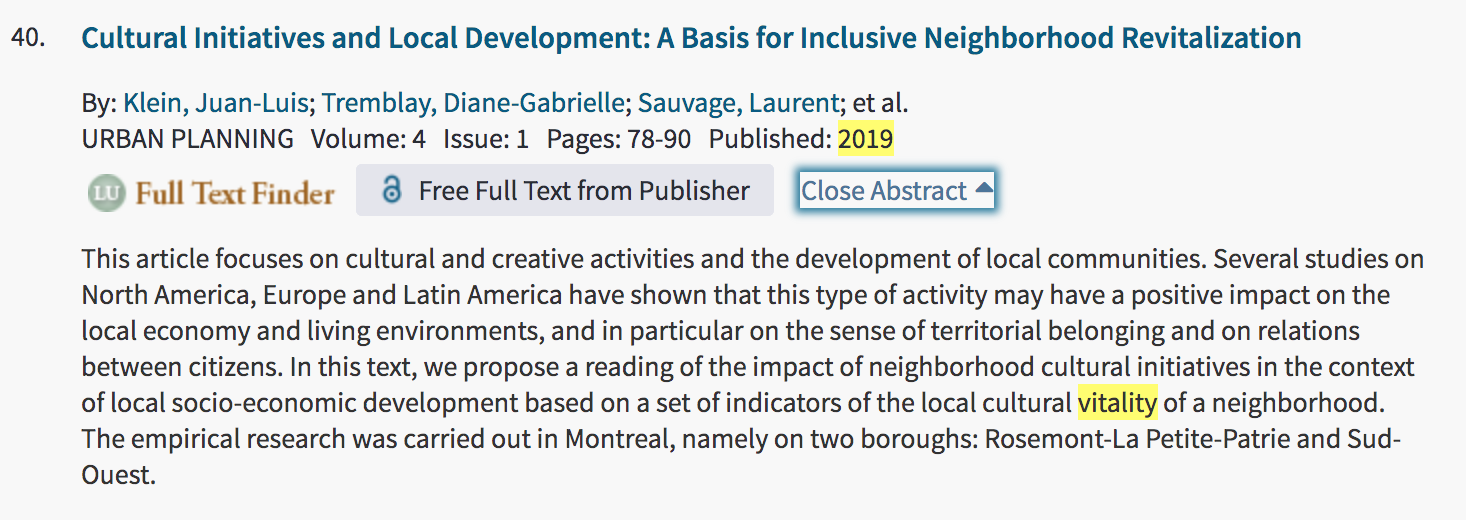 40. Cultural Initiatives and Local Development: A Basis for Inclusive Neighborhood Revitalization
By: Klein, Juan-Luis; Tremblay, Diane-Gabrielle; Sauvage, Laurent; et al.
URBAN PLANNING Volume: 4 Issue: 1 Pages: 78-90 Published: 2019
LU Full Text Finder Free Full Text from Publisher Close Abstract
This article focuses on cultural and creative activities and the development of local communities. Several studies on
North America, Europe and Latin America have shown that this type of activity may have a positive impact on the
local economy and living environments, and in particular on the sense of territorial belonging and on relations
between citizens. In this text, we propose a reading of the impact of neighborhood cultural initiatives in the context
of local socio-economic development based on a set of indicators of the local cultural vitality of a neighborhood.
The empirical research was carried out in Montreal, namely on two boroughs: Rosemont-La Petite-Patrie and Sud-
Ouest.